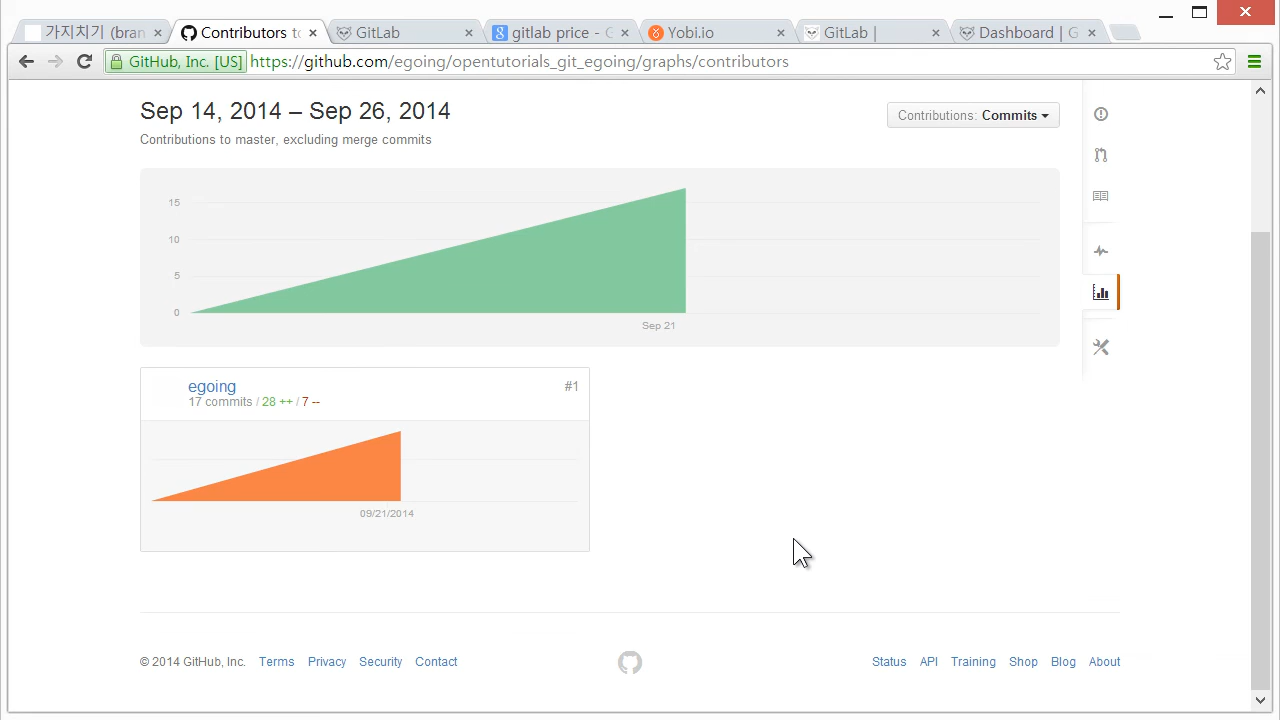 가지치기 (bran
Contributors to
GitLab
gitlab price - G
Yobi.io
GitLab |
Dashboard | G
GitHub, Inc. [US] https://github.com/egoing/opentutorials_git_egoing/graphs/contributors
Sep 14, 2014 – Sep 26, 2014
Contributions: Commits
Contributions to master, excluding merge commits
15
10
5
0
Sep 21
egoing
#1
17 commits / 28 ++ / 7 --
09/21/2014
© 2014 GitHub, Inc. Terms Privacy Security Contact
Status API Training Shop Blog About